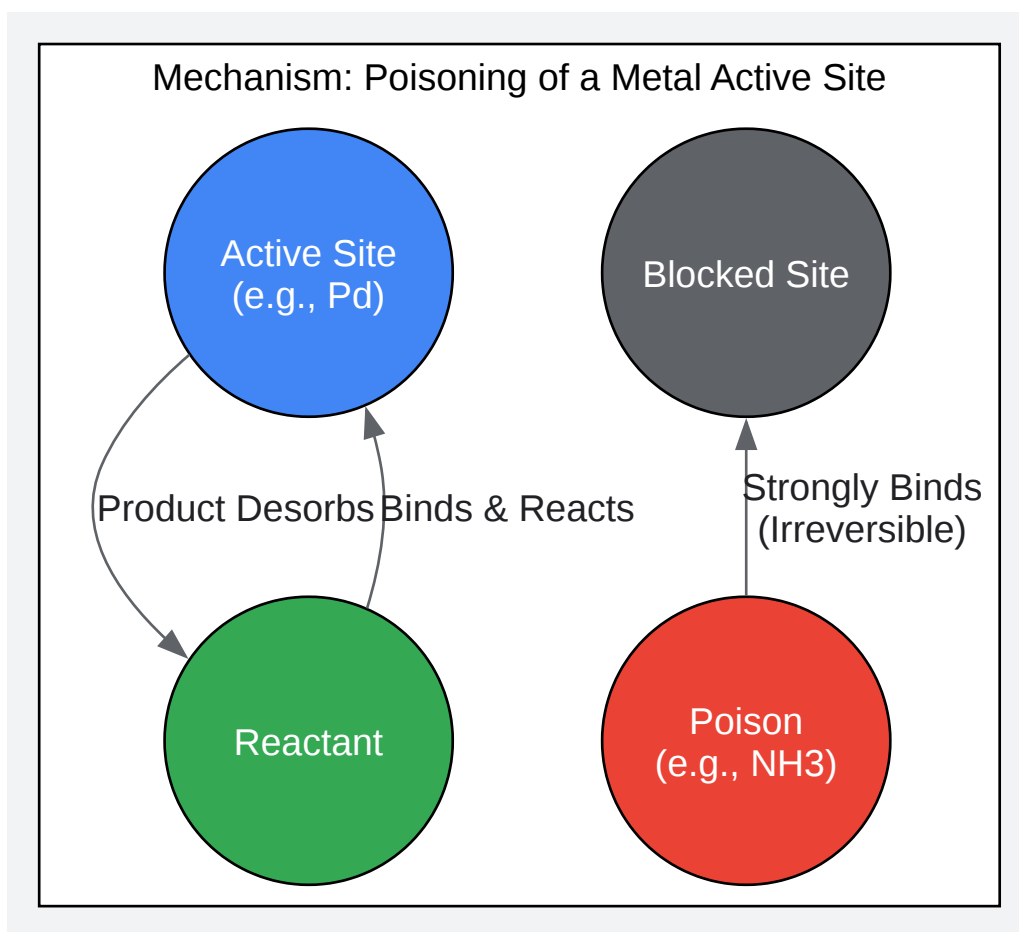 Mechanism: Poisoning of a Metal Active Site
Active Site
(e.g., Pd)
Blocked Site
Product Desorbs
Binds & Reacts
Strongly Binds
(Irreversible)
Reactant
Poison
(e.g., NH3)